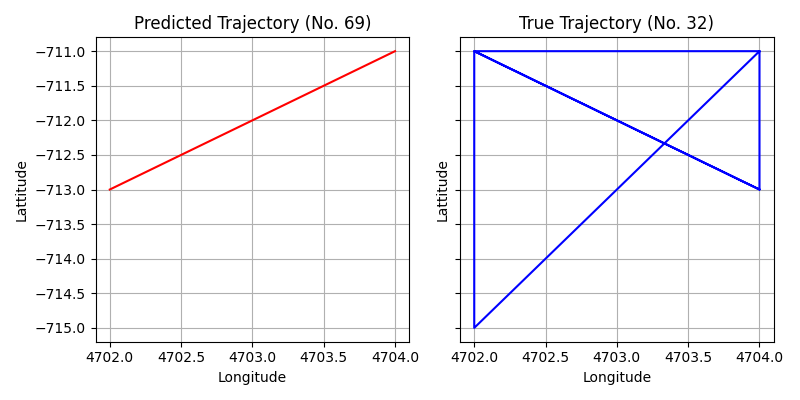 Predicted Trajectory (No. 69)
True Trajectory (No. 32)
−711.0
−711.5
−712.0
−712.5
−713.0
−713.5
−714.0
−714.5
−715.0
Lattitude
Lattitude
4702.0 4702.5 4703.0 4703.5 4704.0
4702.0 4702.5 4703.0 4703.5 4704.0
Longitude
Longitude